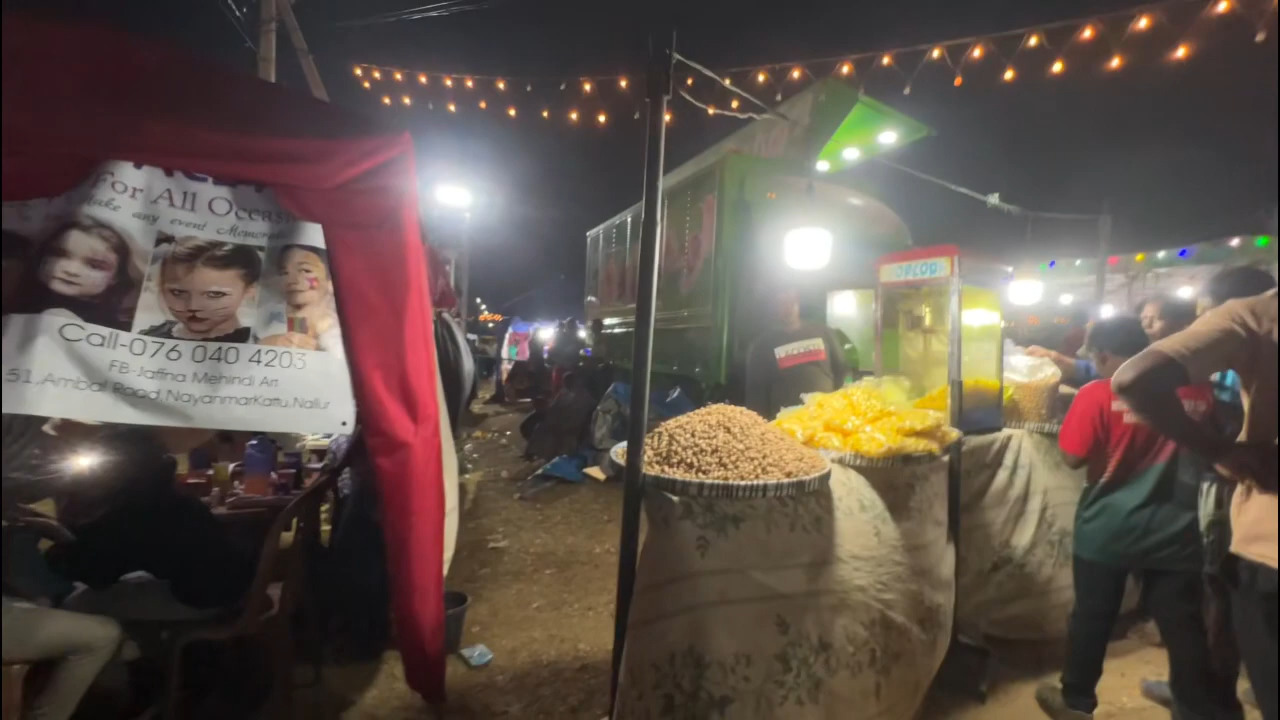 For All Occersi
Make any event Memora
Call-076 040 4203
FB-Jaffna Mehindi Art
51,Ambal Road,NayanmarKattu,Nallur